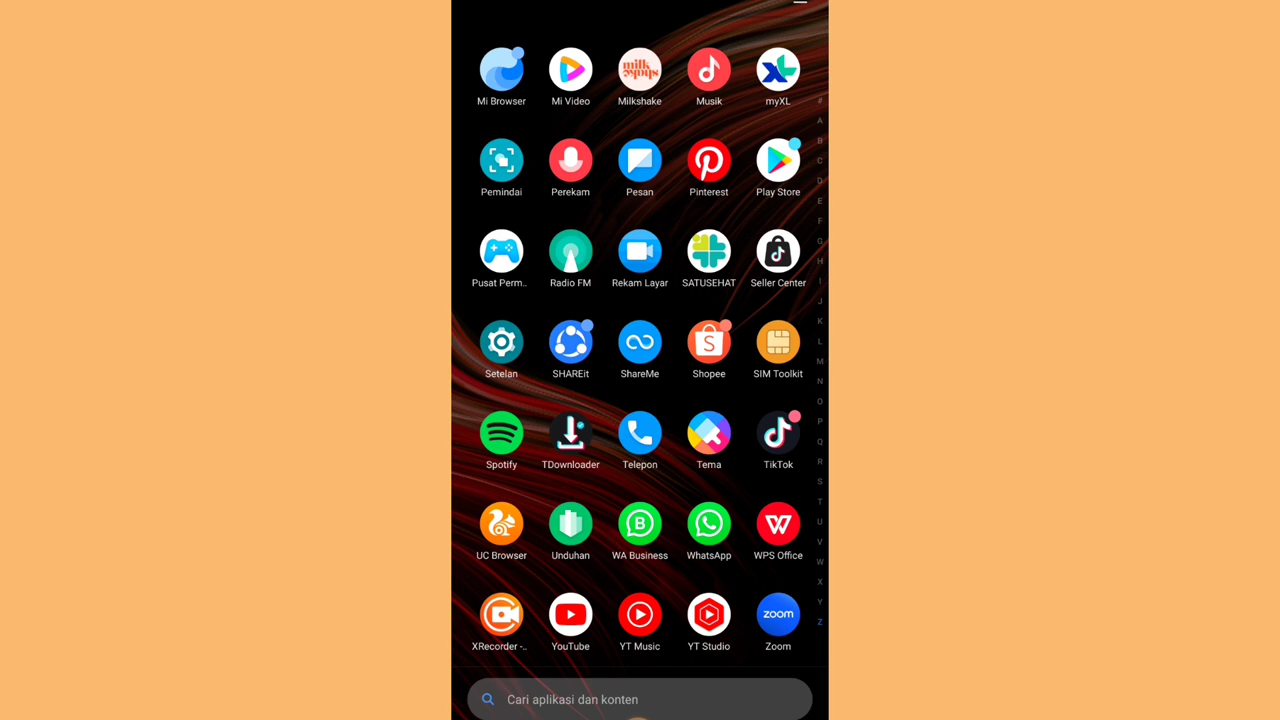 Mi Browser
Mi Video
Milkshake
Musik
myXL
Pemindai
Perekam
Pesan
Pinterest
Play Store
Pusat Perm..
Radio FM
Rekam Layar
SATUSEHAT
Seller Center
Setelan
SHAREit
ShareMe
Shopee
SIM Toolkit
Spotify
TDownloader
Telepon
Tema
TikTok
UC Browser
Unduhan
WA Business
WhatsApp
WPS Office
zoom
XRecorder -..
YouTube
YT Music
YT Studio
Zoom
#
A
B
C
D
E
F
G
H
I
J
K
L
M
N
O
P
Q
R
S
T
U
V
W
X
Y
Z
Cari aplikasi dan konten